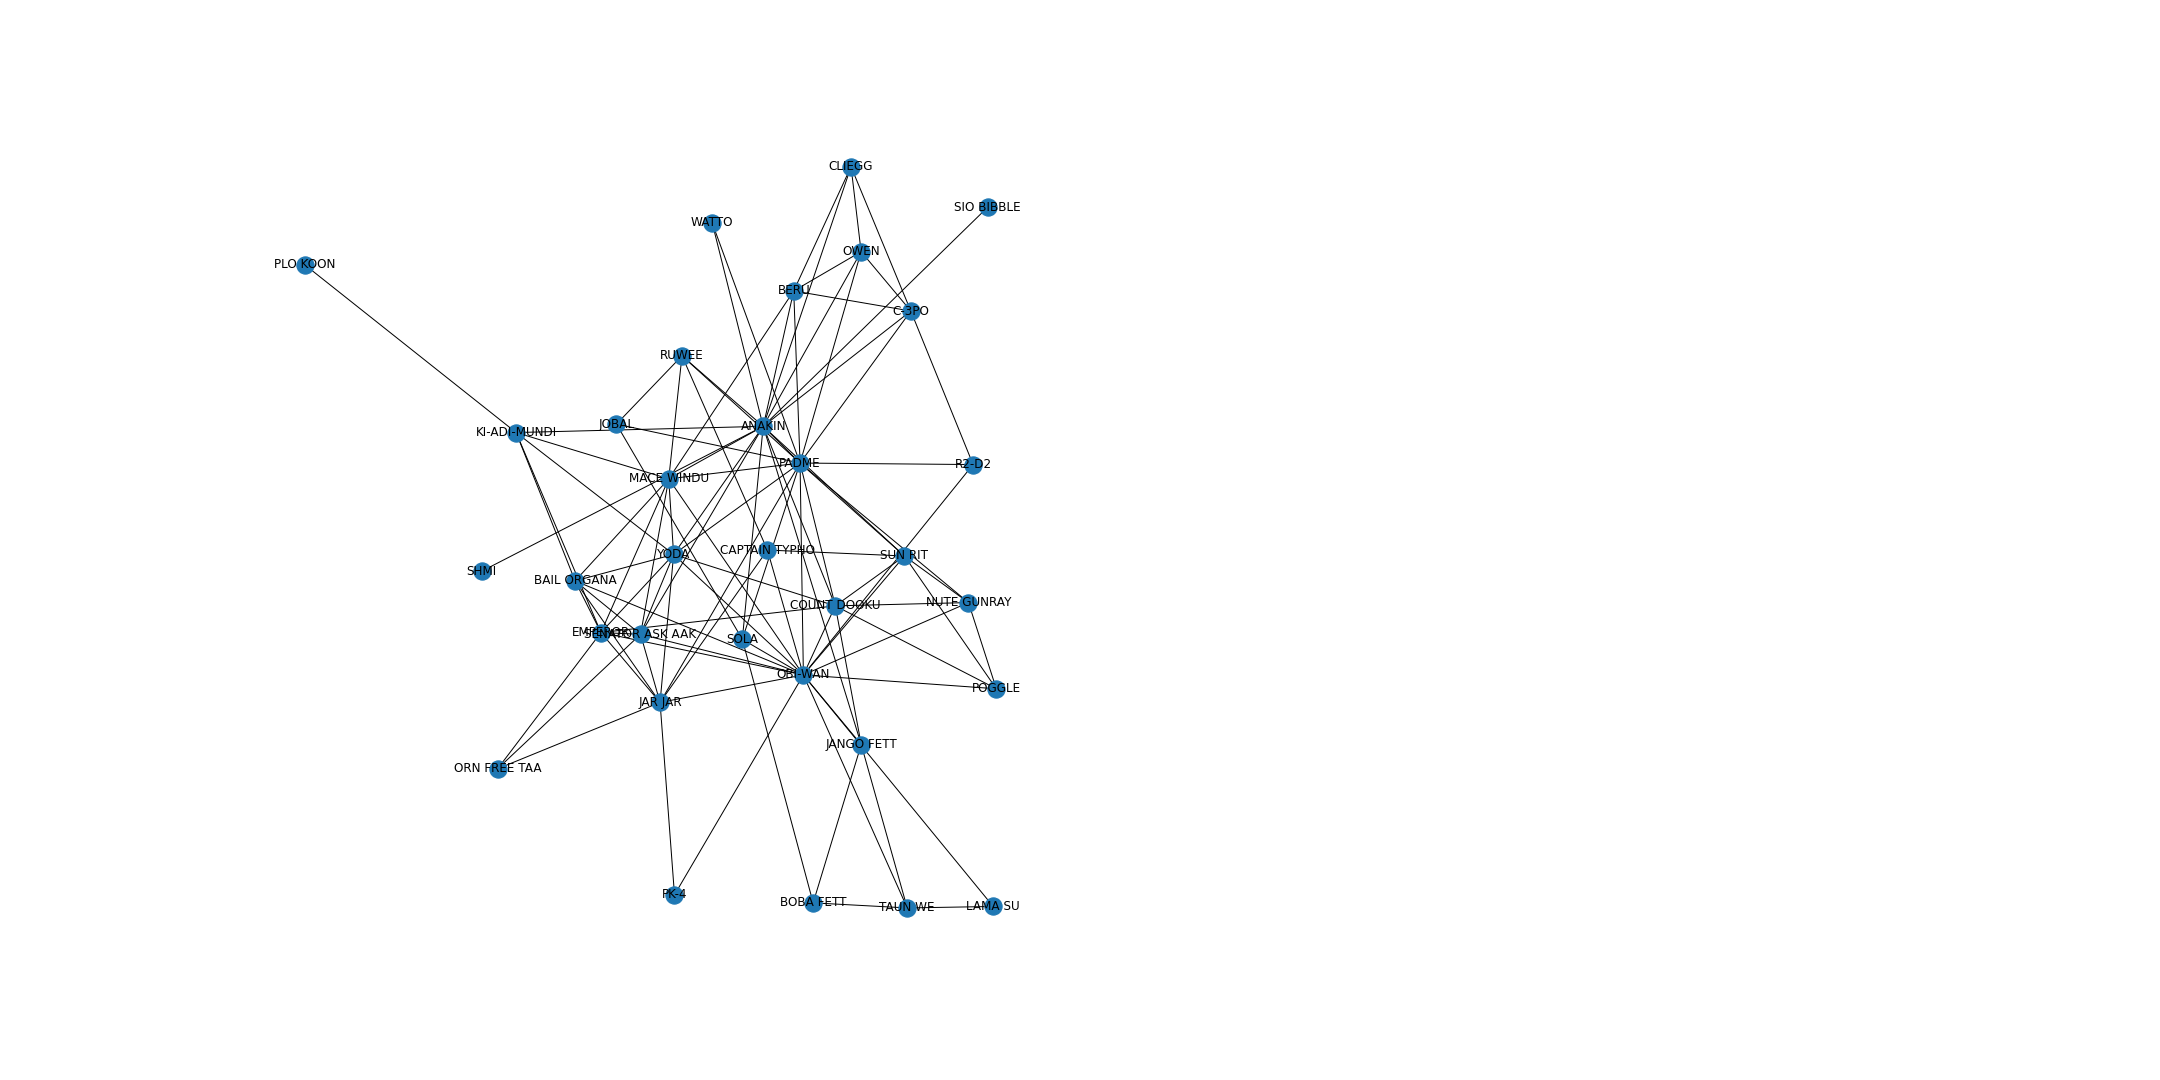 CLIEGG
SIO BIBBLE
WATTO
OWEN
PLO KOON
BERU
C-3PO
RUWEE
JOBAL
ANAKIN
KI-ADI-MUNDI
PADME
R2-D2
MACE WINDU
CAPTAIN TYPHO
YODA
SUN RIT
SHMI
BAIL ORGANA
NUTE GUNRAY
COUNT DOOKU
EMPEROR
SENATOR ASK AAK
SOLA
OBI-WAN
POGGLE
JAR JAR
JANGO FETT
ORN FREE TAA
PK-4
BOBA FETT
TAUN WE
LAMA SU